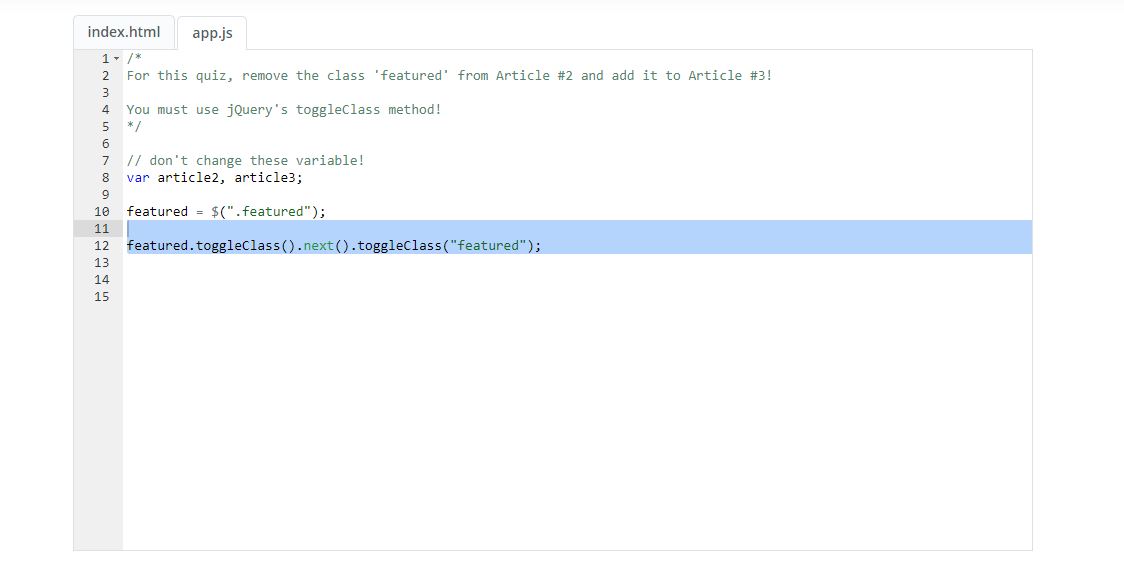 index.html
app.js
1 /*
2 For this quiz, remove the class 'featured' from Article #2 and add it to Article #3!
3
4 You must use jQuery's toggleClass method!
5 */
6
7 // don't change these variable!
8 var article2, article3;
9
10 featured = $(".featured");
11
12 featured.toggleClass().next().toggleClass("featured");
13
14
15